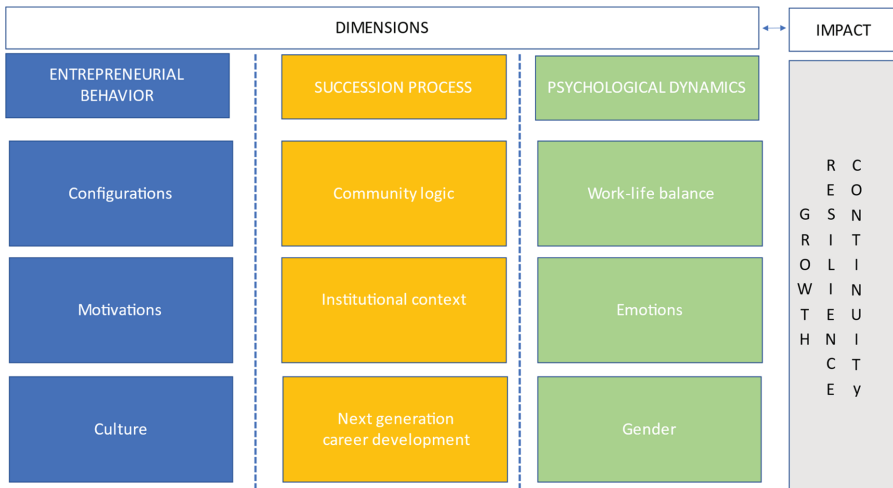 DIMENSIONS
IMPACT
ENTREPRENEURIAL
BEHAVIOR
SUCCESSION PROCESS
PSYCHOLOGICAL DYNAMICS
Configurations
Community logic
Work-life balance
Motivations
Institutional context
Emotions
Culture
Next generation
career development
Gender
GROWTH
RESILIENCE
CONTINUITy